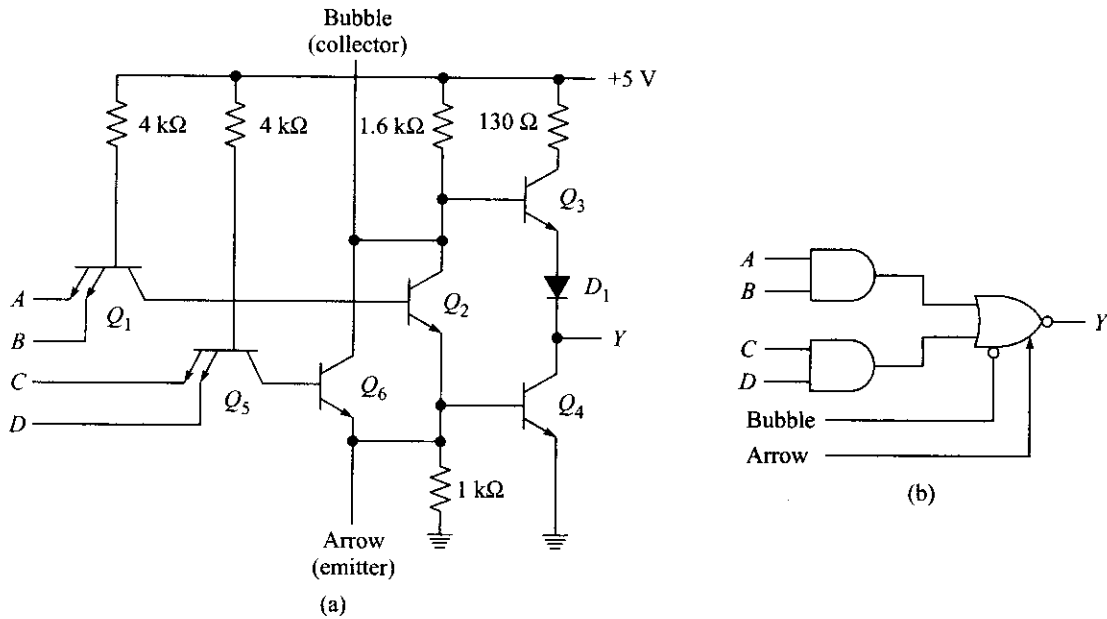 Bubble
(collector)
+5 V
4 kΩ
4 kΩ
1.6 kΩ
130 Ω
Q3
A
B
Q1
Q2
D1
Y
C
D
Q5
Q6
Q4
1 kΩ
Arrow
(emitter)
(a)
A
B
C
D
Y
Bubble
Arrow
(b)